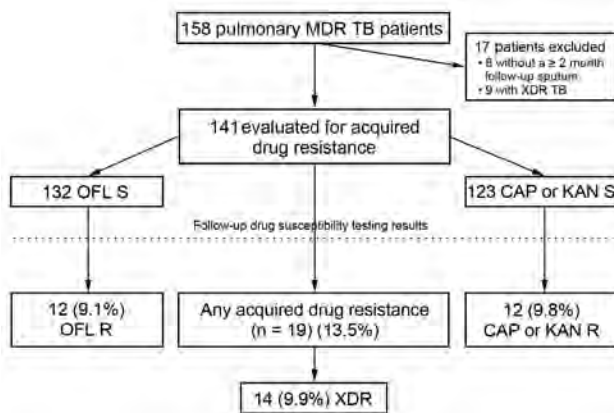 158 pulmonary MDR TB patients
17 patients excluded
• 8 without a ≥ 2 month
follow-up sputum
• 9 with XDR TB
141 evaluated for acquired
drug resistance
132 OFL S
123 CAP or KAN S
Follow-up drug susceptibility testing results
12 (9.1%)
OFL R
Any acquired drug resistance
(n = 19) (13.5%)
12 (9.8%)
CAP or KAN R
14 (9.9%) XDR